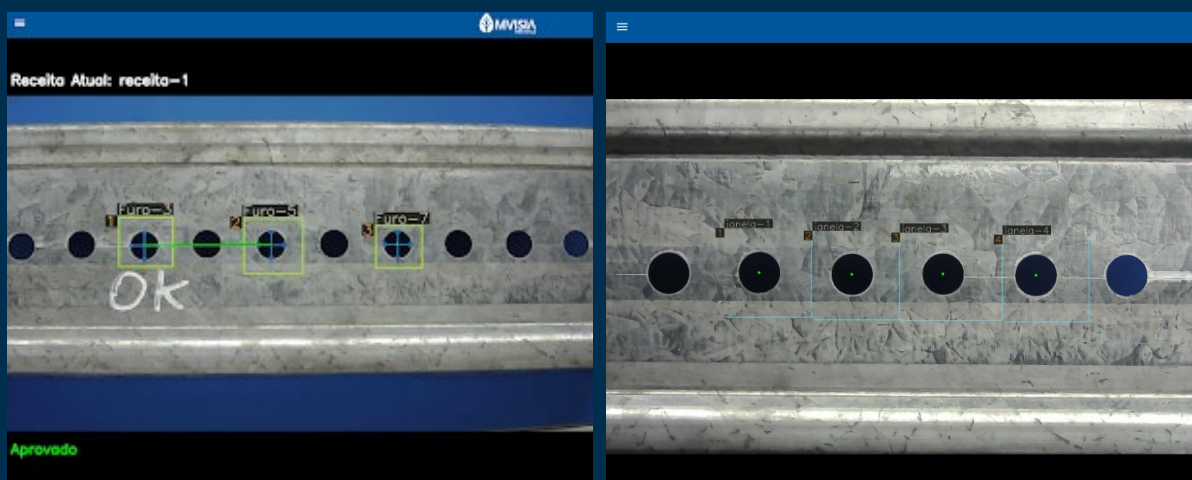 MVISIA
Receita Atual: receita-1
1 Furo-3
2 Furo-5
3 Furo-7
OK
Aprovado
1 janela-1
2 janela-2
3 janela-3
4 janela-4